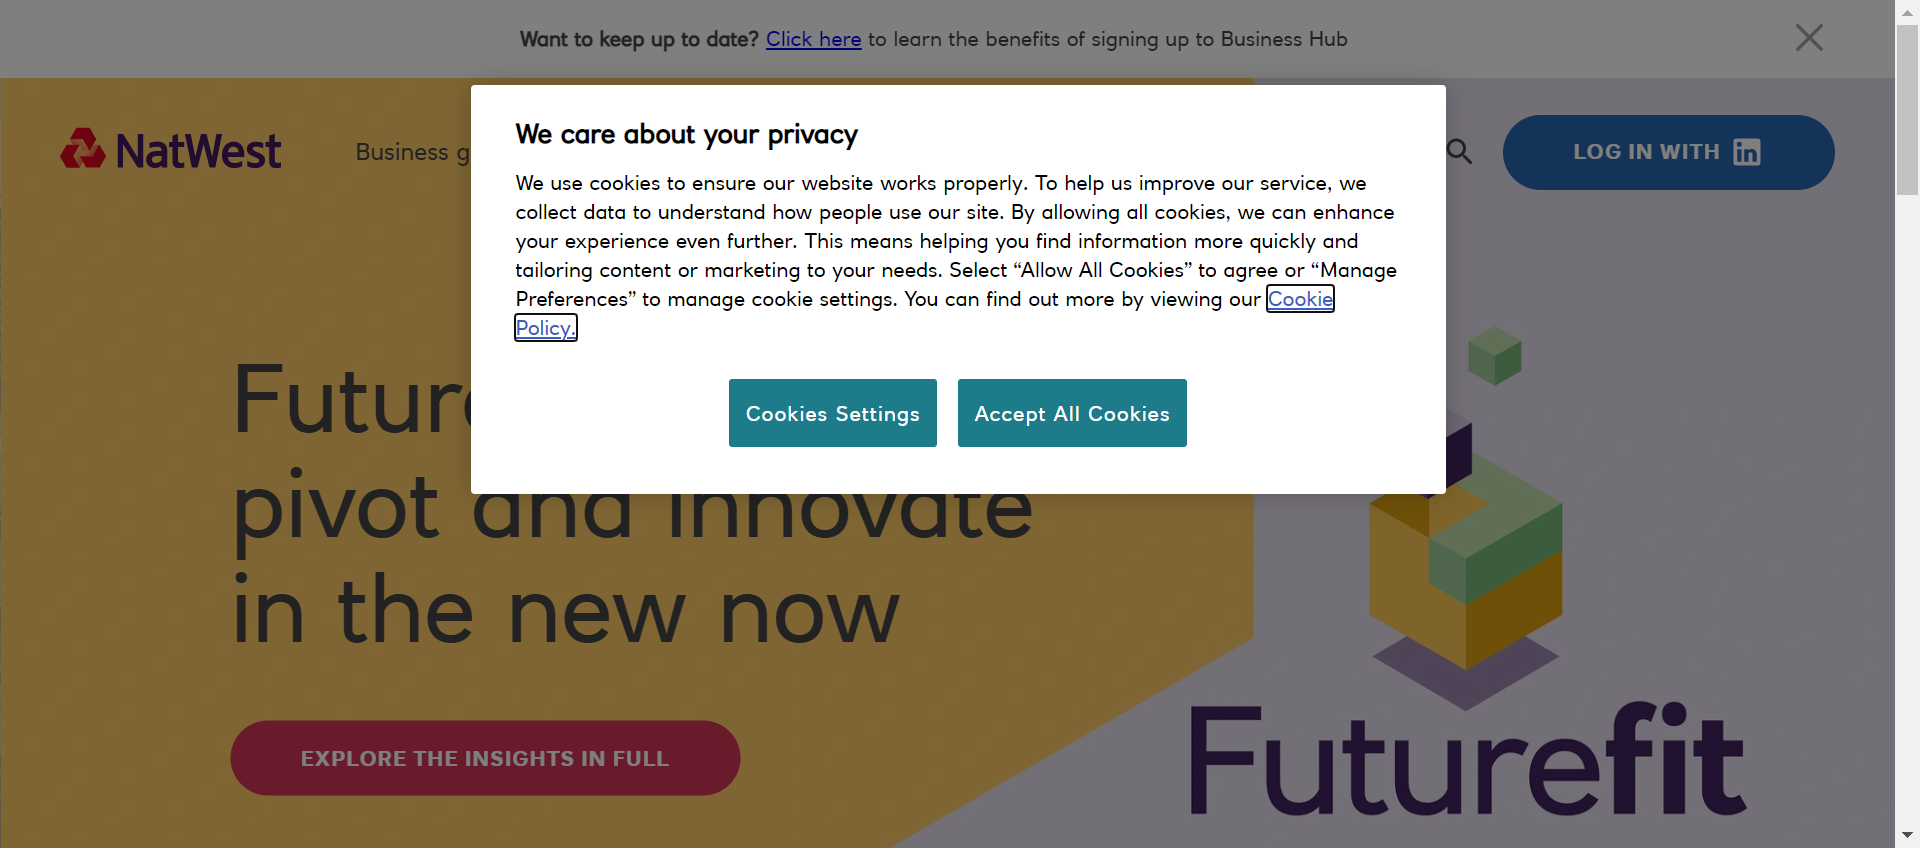 Want to keep up to date? Click here to learn the benefits of signing up to Business Hub
NatWest
Business g
LOG IN WITH in
We care about your privacy
We use cookies to ensure our website works properly. To help us improve our service, we
collect data to understand how people use our site. By allowing all cookies, we can enhance
your experience even further. This means helping you find information more quickly and
tailoring content or marketing to your needs. Select “Allow All Cookies” to agree or “Manage
Preferences” to manage cookie settings. You can find out more by viewing our Cookie
Policy.
Cookies Settings
Accept All Cookies
Futur
pivot and innovate
in the new now
EXPLORE THE INSIGHTS IN FULL
Futurefit